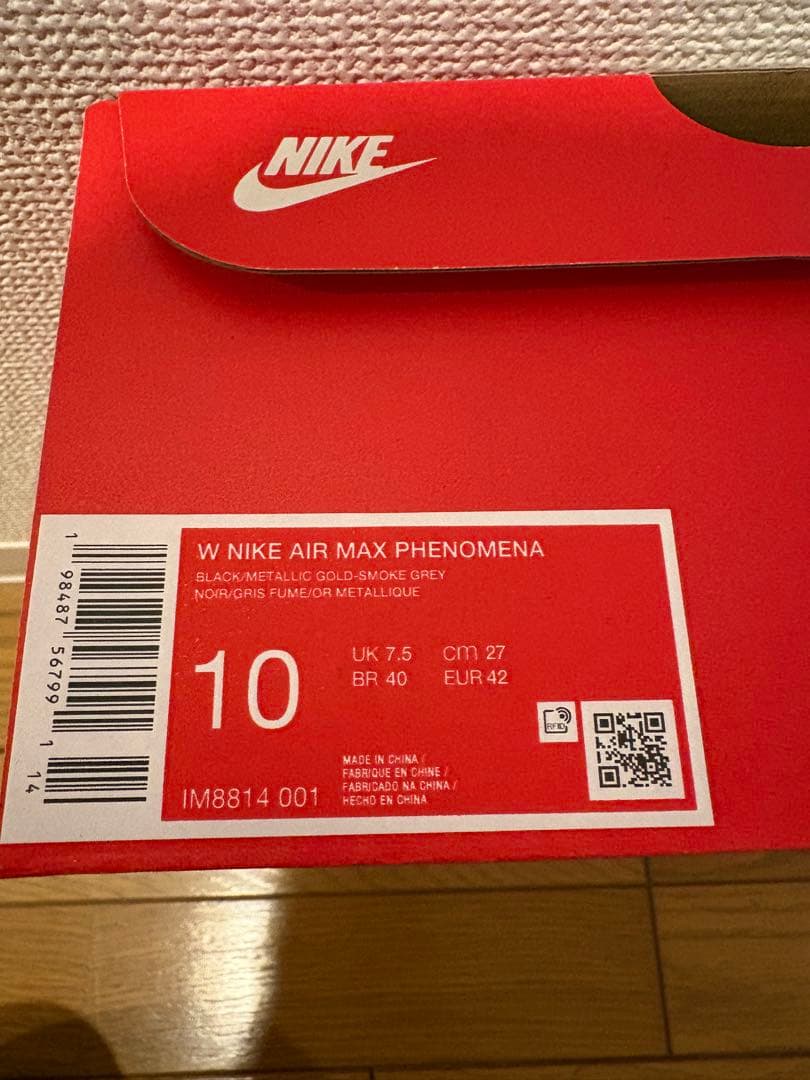 NIKE
W NIKE AIR MAX PHENOMENA
BLACK/METALLIC GOLD-SMOKE GREY
NOIR/GRIS FUME/OR METALLIQUE
10
UK 7.5 CM 27
BR 40 EUR 42
RFID
MADE IN CHINA /
FABRIQUE EN CHINE /
FABRICADO NA CHINA /
HECHO EN CHINA
IM8814 001
1 98487 56799 1 14